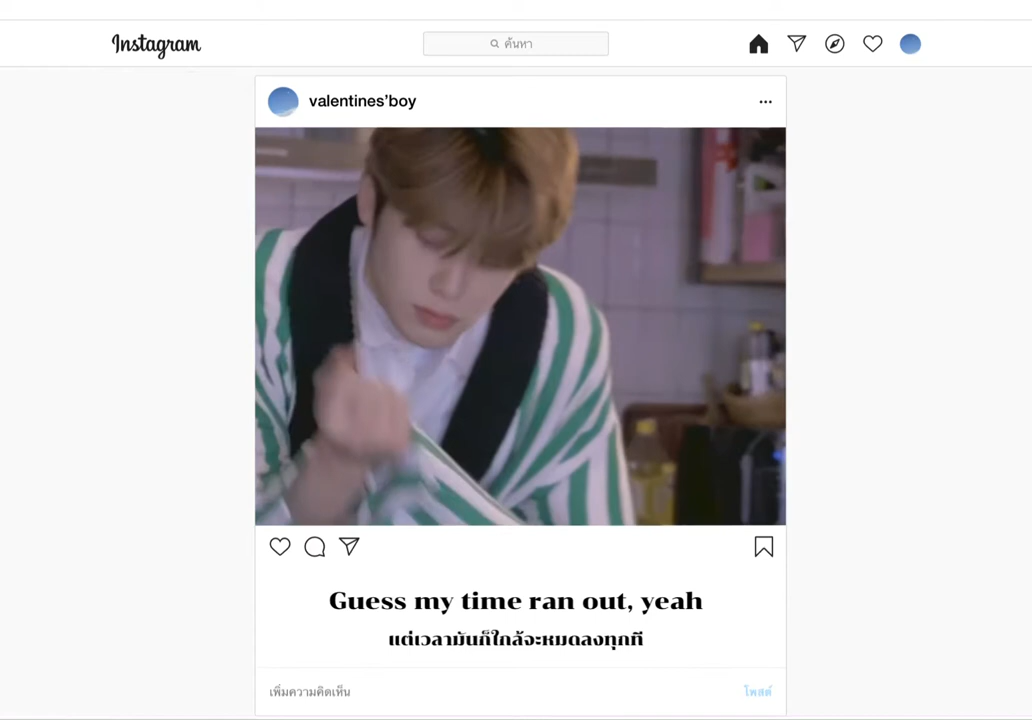 Instagram
ค้นหา
valentines’boy
Guess my time ran out, yeah
แต่เวลามันก็ใกล้จะหมดลงทุกที
เพิ่มความคิดเห็น
โพสต์